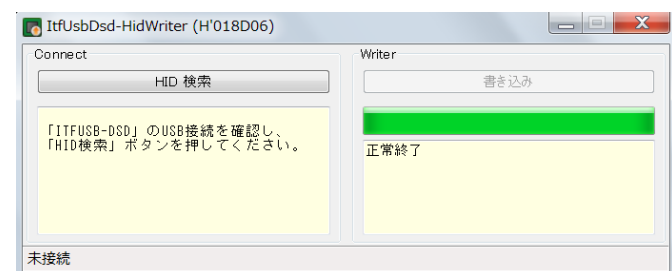 ItfUsbDsd-HidWriter (H'018D06)
Connect
HID 検索
「ITFUSB-DSD」のUSB接続を確認し、
「HID検索」ボタンを押してください。
Writer
書き込み
正常終了
未接続